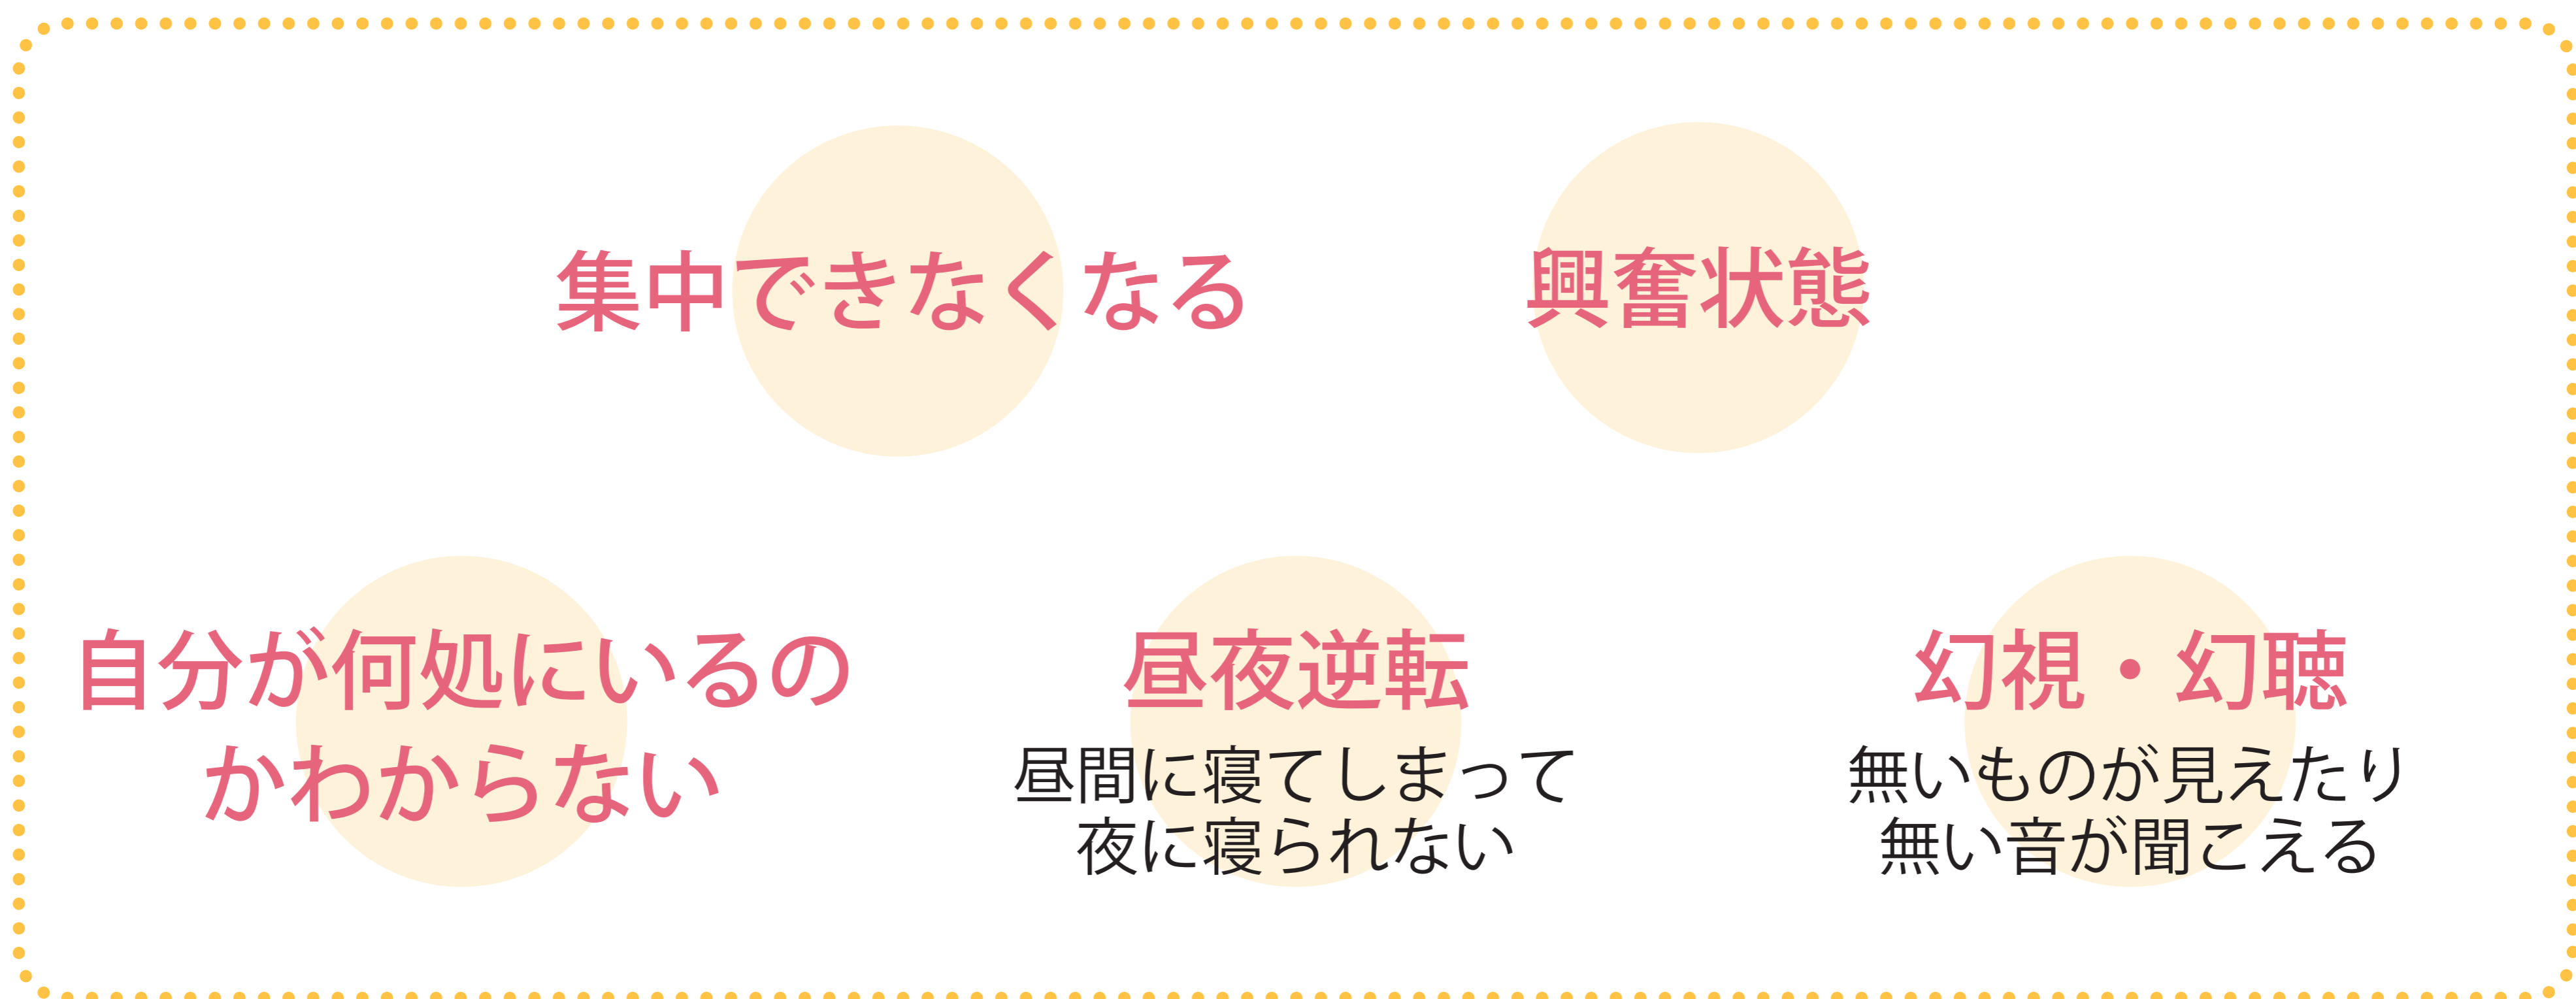 集中できなくなる
興奮状態
自分が何処にいるの
かわからない
昼夜逆転
昼間に寝てしまって
夜に寝られない
幻視・幻聴
無いものが見えたり
無い音が聞こえる